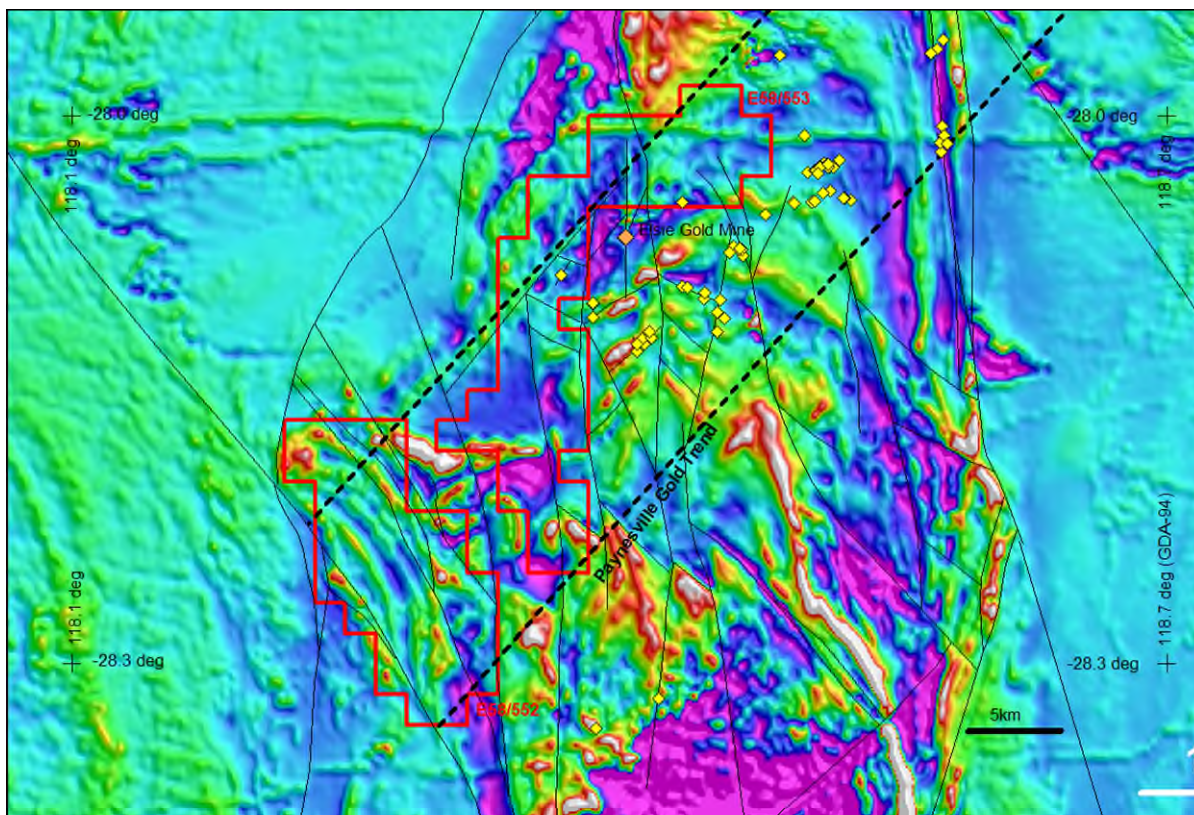 E58/553
-28.0 deg
-28.0 deg
118.1 deg
118.7 deg
Elsie Gold Mine
Paynesville Gold Trend
118.1 deg
118.7 deg (GDA-94)
-28.3 deg
-28.3 deg
E58/552
5km